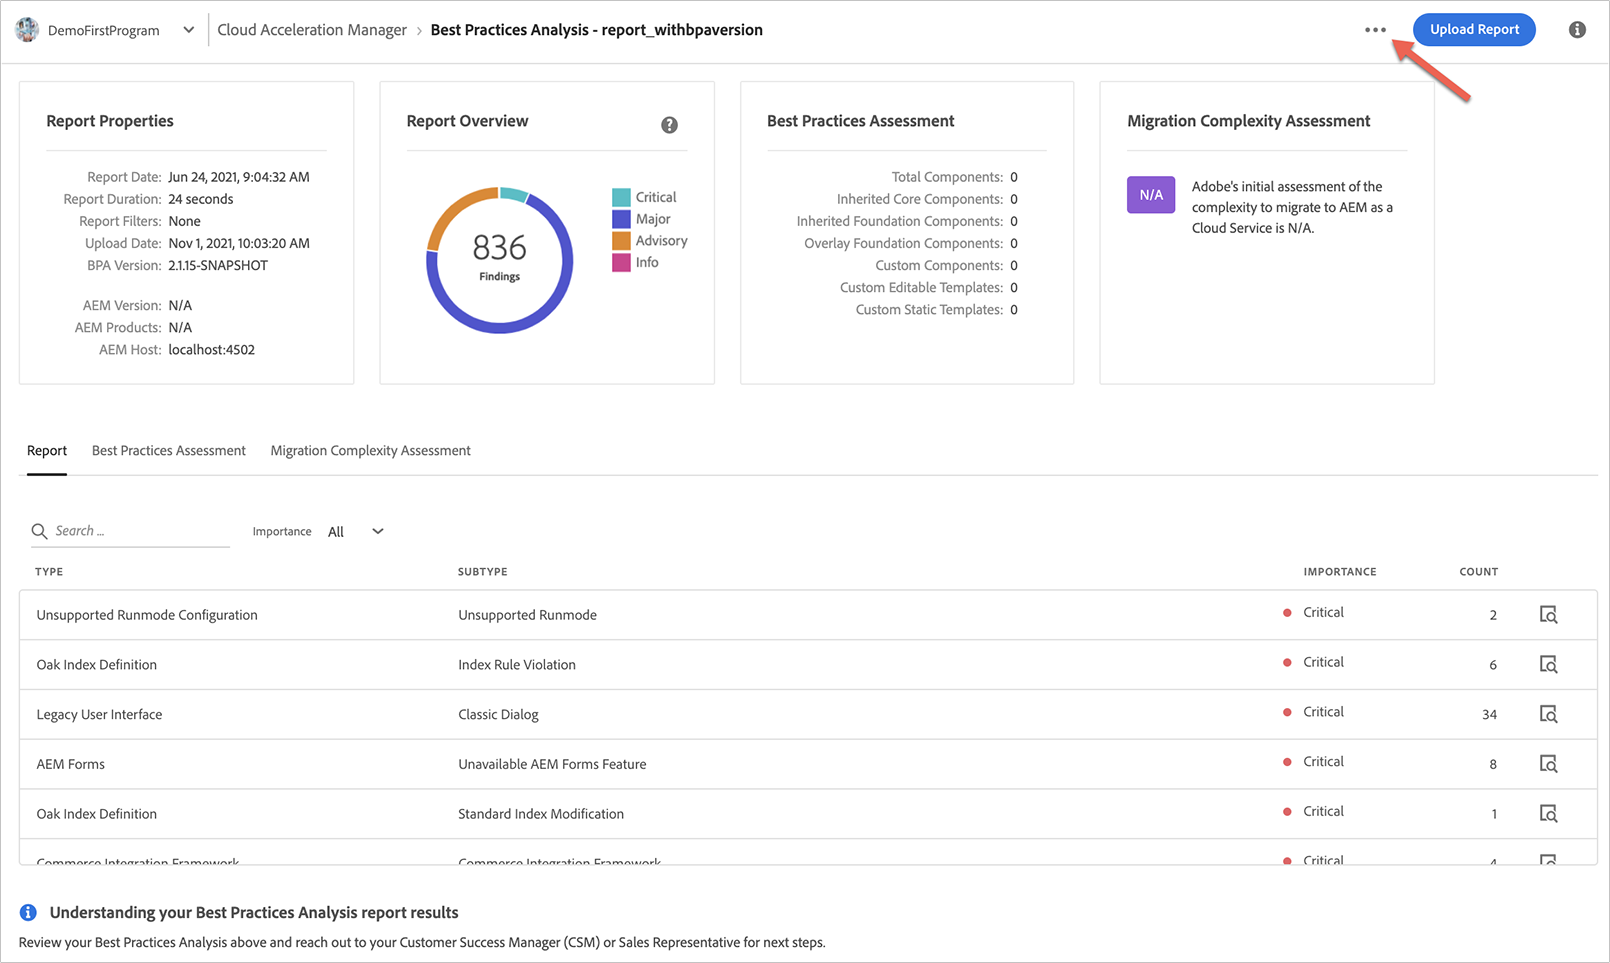 DemoFirstProgram
Cloud Acceleration Manager › Best Practices Analysis - report_withbpaversion
Upload Report
Report Properties
Report Date: Jun 24, 2021, 9:04:32 AM
Report Duration: 24 seconds
Report Filters: None
Upload Date: Nov 1, 2021, 10:03:20 AM
BPA Version: 2.1.15-SNAPSHOT
AEM Version: N/A
AEM Products: N/A
AEM Host: localhost:4502
Report Overview
836
Findings
Critical
Major
Advisory
Info
Best Practices Assessment
Total Components: 0
Inherited Core Components: 0
Inherited Foundation Components: 0
Overlay Foundation Components: 0
Custom Components: 0
Custom Editable Templates: 0
Custom Static Templates: 0
Migration Complexity Assessment
N/A
Adobe's initial assessment of the
complexity to migrate to AEM as a
Cloud Service is N/A.
Report Best Practices Assessment Migration Complexity Assessment
Search ... Importance All
TYPE SUBTYPE IMPORTANCE COUNT
Unsupported Runmode Configuration Unsupported Runmode Critical 2
Oak Index Definition Index Rule Violation Critical 6
Legacy User Interface Classic Dialog Critical 34
AEM Forms Unavailable AEM Forms Feature Critical 8
Oak Index Definition Standard Index Modification Critical 1
Commerce Integration Framework Commerce Integration Framework Critical 4
Understanding your Best Practices Analysis report results
Review your Best Practices Analysis above and reach out to your Customer Success Manager (CSM) or Sales Representative for next steps.